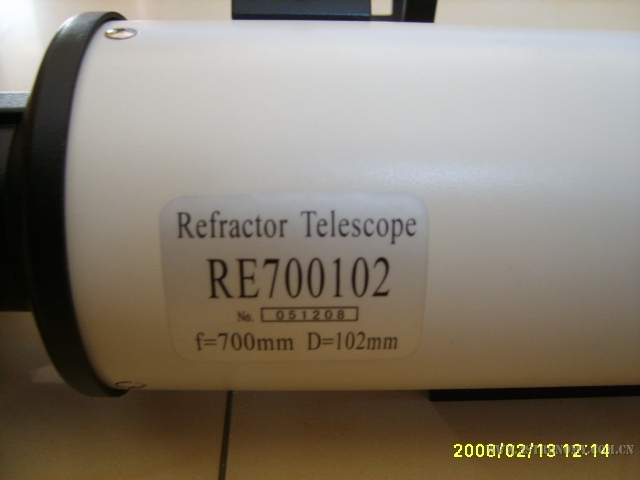 Refractor Telescope
RE700102
No. 051208
f=700mm D=102mm
2008/02/13 12:14